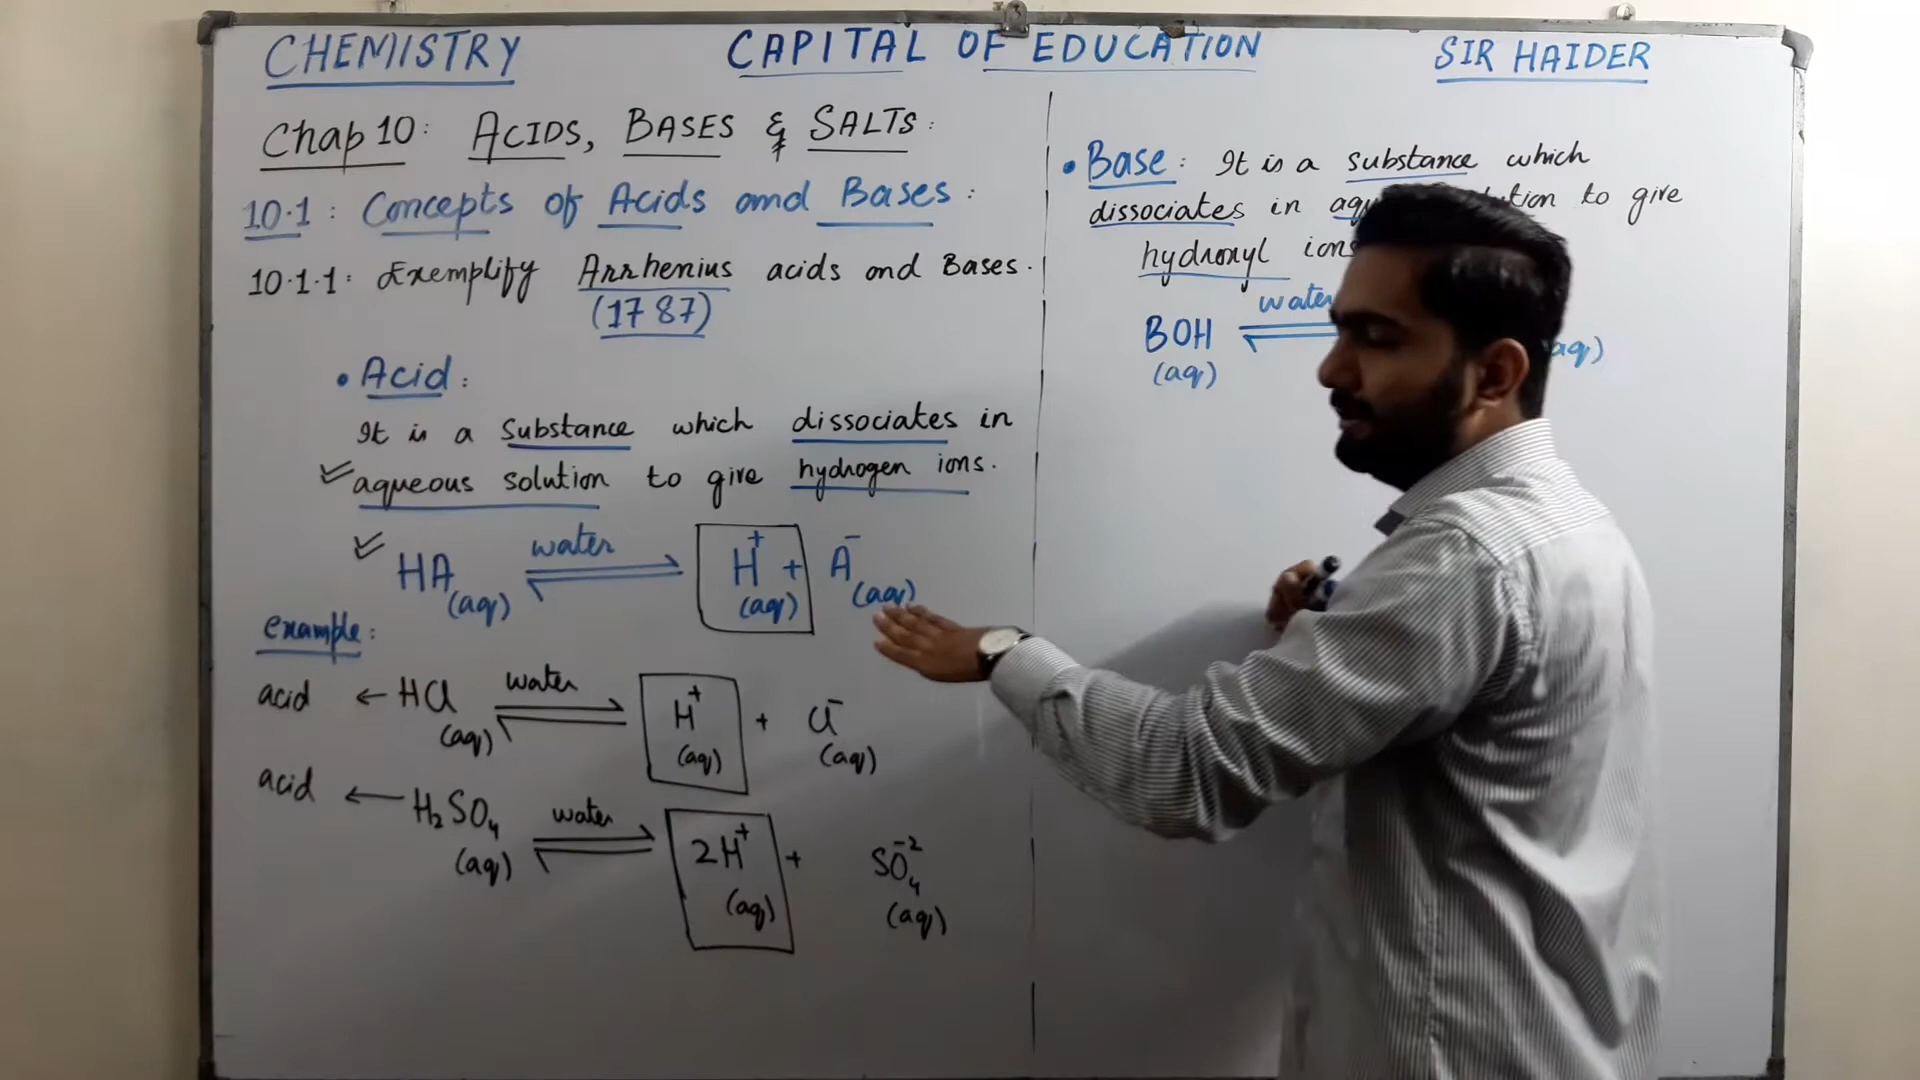 CHEMISTRY CAPITAL OF EDUCATION SIR HAIDER
Chap 10: ACIDS, BASES & SALTS:
10.1: Concepts of Acids and Bases:
10.1.1: Exemplify Arrhenius acids and Bases.
(1787)
• Acid:
It is a Substance which dissociates in
aqueous solution to give hydrogen ions.
HA(aq) ⇌ water H⁺(aq) + A⁻(aq)
example:
acid ← HCl(aq) ⇌ water H⁺(aq) + Cl⁻(aq)
acid ← H₂SO₄(aq) ⇌ water 2H⁺(aq) + SO₄⁻²(aq)
• Base: It is a substance which
dissociates in to give
hydroxyl ions
water
BOH(aq) ⇌ aq)